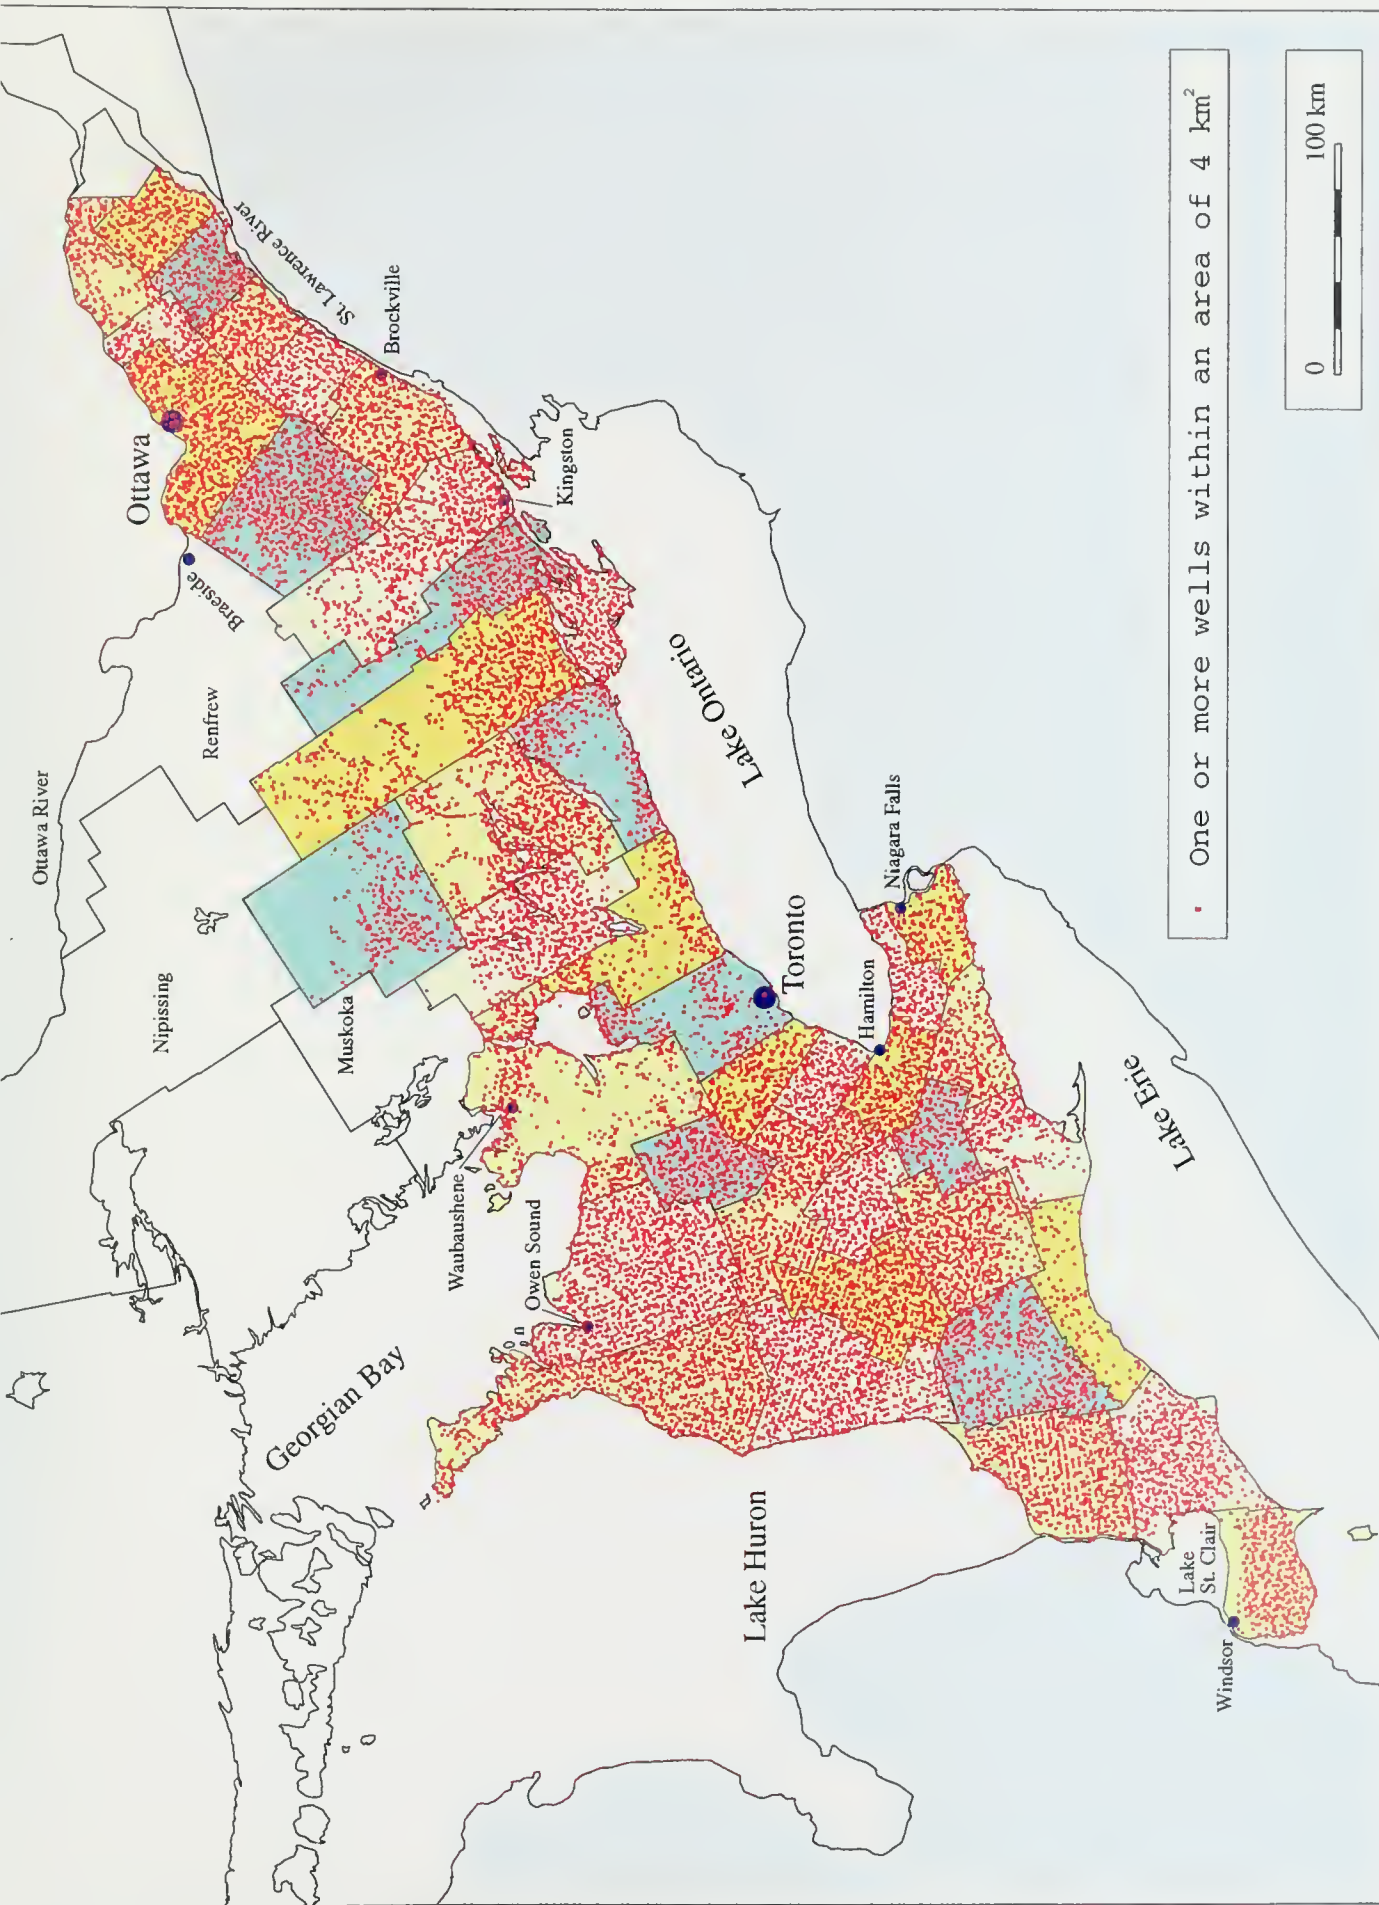 Ottawa River
Nipissing
Renfrew
Muskoka
Braeside
Ottawa
St. Lawrence River
Brockville
Kingston
Georgian Bay
Waubaushene
Owen Sound
Lake Ontario
Toronto
Hamilton
Niagara Falls
Lake Huron
Lake Erie
Lake
St. Clair
Windsor
One or more wells within an area of 4 km²
0 100 km